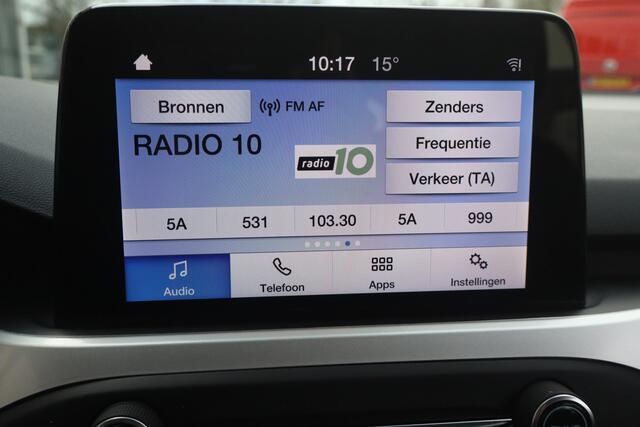 10:17 15°
Bronnen FM AF Zenders
RADIO 10 radio 10 Frequentie
Verkeer (TA)
5A 531 103.30 5A 999
Audio Telefoon Apps Instellingen